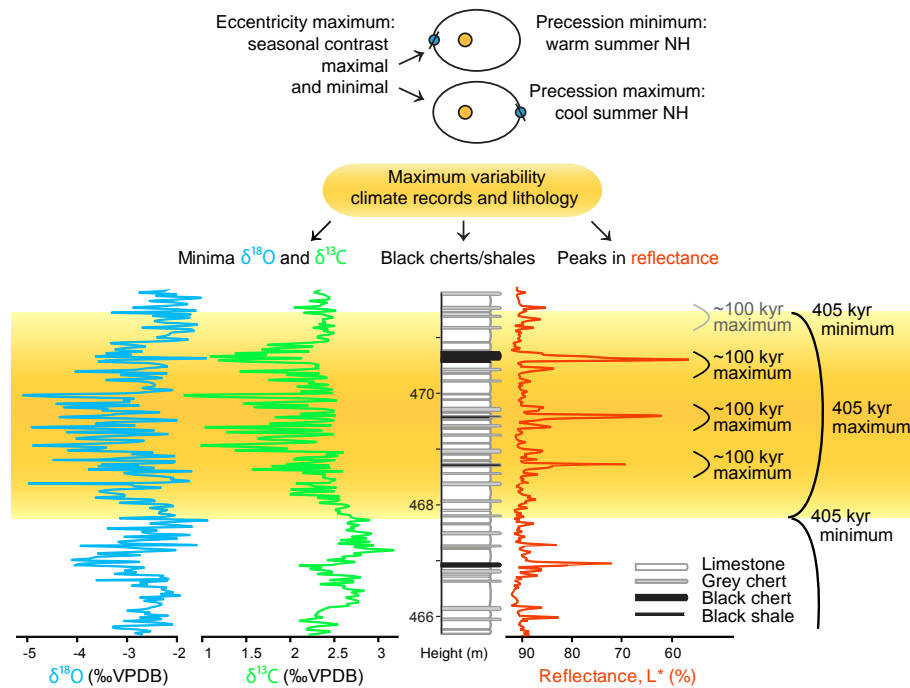 Eccentricity maximum:
seasonal contrast
maximal
and minimal
Precession minimum:
warm summer NH
Precession maximum:
cool summer NH
Maximum variability
climate records and lithology
Minima δ¹⁸O and δ¹³C
Black cherts/shales
Peaks in reflectance
~100 kyr
maximum
405 kyr
minimum
~100 kyr
maximum
~100 kyr
maximum
405 kyr
maximum
~100 kyr
maximum
405 kyr
minimum
470
468
466
Limestone
Grey chert
Black chert
Black shale
-5 -4 -3 -2
δ¹⁸O (‰VPDB)
1 1.5 2 2.5 3
δ¹³C (‰VPDB)
Height (m)
90 80 70 60
Reflectance, L* (%)